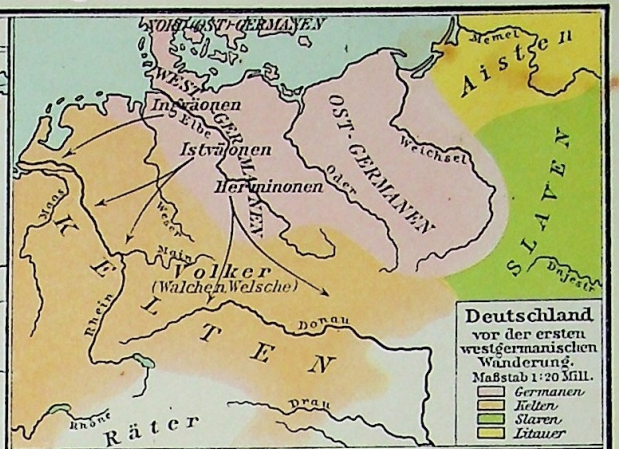 NORD-OST-GERMANEN
WEST-GERMANEN
OST-GERMANEN
Aisten
Memel
Ingväonen
Elbe
Istväonen
Herminonen
Oder
Weichsel
SLAVEN
Dnjestr
Maas
Weser
Main
Rhein
KELTEN
Volker
(Walchen, Welsche)
Donau
Drau
Rhône
Räter
Deutschland
vor der ersten
westgermanischen
Wanderung.
Maßstab 1:20 Mill.
Germanen
Kelten
Slaven
Litauer